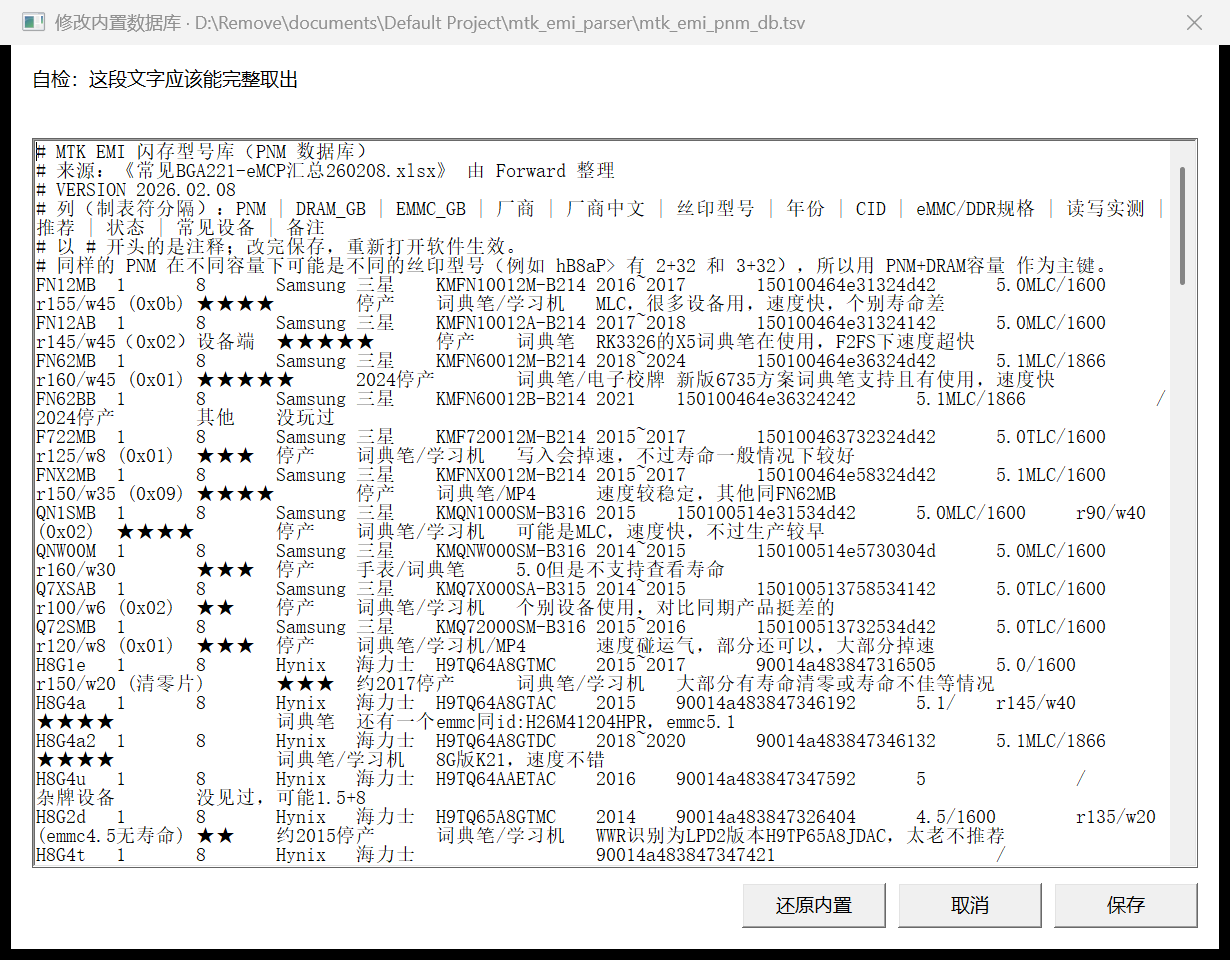 修改内置数据库 · D:\Remove\documents\Default Project\mtk_emi_parser\mtk_emi_pnm_db.tsv
自检：这段文字应该能完整取出
# MTK EMI 闪存型号库（PNM 数据库）
# 来源：《常见BGA221-eMCP汇总260208.xlsx》 由 Forward 整理
# VERSION 2026.02.08
# 列（制表符分隔）：PNM | DRAM_GB | EMMC_GB | 厂商 | 厂商中文 | 丝印型号 | 年份 | CID | eMMC/DDR规格 | 读写实测 |
推荐 | 状态 | 常见设备 | 备注
# 以 # 开头的是注释；改完保存，重新打开软件生效。
# 同样的 PNM 在不同容量下可能是不同的丝印型号（例如 hB8aP> 有 2+32 和 3+32），所以用 PNM+DRAM容量 作为主键。
FN12MB 1 8 Samsung 三星 KMFN10012M-B214 2016~2017 150100464e31324d42 5.0MLC/1600
r155/w45 (0x0b) ★★★★ 停产 词典笔/学习机 MLC，很多设备用，速度快，个别寿命差
FN12AB 1 8 Samsung 三星 KMFN10012A-B214 2017~2018 150100464e31324142 5.0MLC/1600
r145/w45（0x02）设备端 ★★★★★ 停产 词典笔 RK3326的X5词典笔在使用，F2FS下速度超快
FN62MB 1 8 Samsung 三星 KMFN60012M-B214 2018~2024 150100464e36324d42 5.1MLC/1866
r160/w45 (0x01) ★★★★★ 2024停产 词典笔/电子校牌 新版6735方案词典笔支持且有使用，速度快
FN62BB 1 8 Samsung 三星 KMFN60012B-B214 2021 150100464e36324242 5.1MLC/1866 /
2024停产 其他 没玩过
F722MB 1 8 Samsung 三星 KMF720012M-B214 2015~2017 150100463732324d42 5.0TLC/1600
r125/w8 (0x01) ★★★ 停产 词典笔/学习机 写入会掉速，不过寿命一般情况下较好
FNX2MB 1 8 Samsung 三星 KMFNX0012M-B214 2015~2017 150100464e58324d42 5.1MLC/1600
r150/w35 (0x09) ★★★★ 停产 词典笔/MP4 速度较稳定，其他同FN62MB
QN1SMB 1 8 Samsung 三星 KMQN1000SM-B316 2015 150100514e31534d42 5.0MLC/1600 r90/w40
(0x02) ★★★★ 停产 词典笔/学习机 可能是MLC，速度快，不过生产较早
QNW00M 1 8 Samsung 三星 KMQNW000SM-B316 2014~2015 150100514e5730304d 5.0MLC/1600
r160/w30 ★★★ 停产 手表/词典笔 5.0但是不支持查看寿命
Q7XSAB 1 8 Samsung 三星 KMQ7X000SA-B315 2014~2015 150100513758534142 5.0TLC/1600
r100/w6 (0x02) ★★ 停产 词典笔/学习机 个别设备使用，对比同期产品挺差的
Q72SMB 1 8 Samsung 三星 KMQ72000SM-B316 2015~2016 150100513732534d42 5.0TLC/1600
r120/w8 (0x01) ★★★ 停产 词典笔/学习机/MP4 速度碰运气，部分还可以，大部分掉速
H8G1e 1 8 Hynix 海力士 H9TQ64A8GTMC 2015~2017 90014a483847316505 5.0/1600
r150/w20 (清零片) ★★★ 约2017停产 词典笔/学习机 大部分有寿命清零或寿命不佳等情况
H8G4a 1 8 Hynix 海力士 H9TQ64A8GTAC 2015 90014a483847346192 5.1/ r145/w40
★★★★ 词典笔 还有一个emmc同id:H26M41204HPR，emmc5.1
H8G4a2 1 8 Hynix 海力士 H9TQ64A8GTDC 2018~2020 90014a483847346132 5.1MLC/1866
★★★★ 词典笔/学习机 8G版K21，速度不错
H8G4u 1 8 Hynix 海力士 H9TQ64AAETAC 2016 90014a483847347592 5 /
杂牌设备 没见过，可能1.5+8
H8G2d 1 8 Hynix 海力士 H9TQ65A8GTMC 2014 90014a483847326404 4.5/1600 r135/w20
(emmc4.5无寿命) ★★ 约2015停产 词典笔/学习机 WWR识别为LPD2版本H9TP65A8JDAC，太老不推荐
H8G4t 1 8 Hynix 海力士 90014a483847347421 /
还原内置 取消 保存